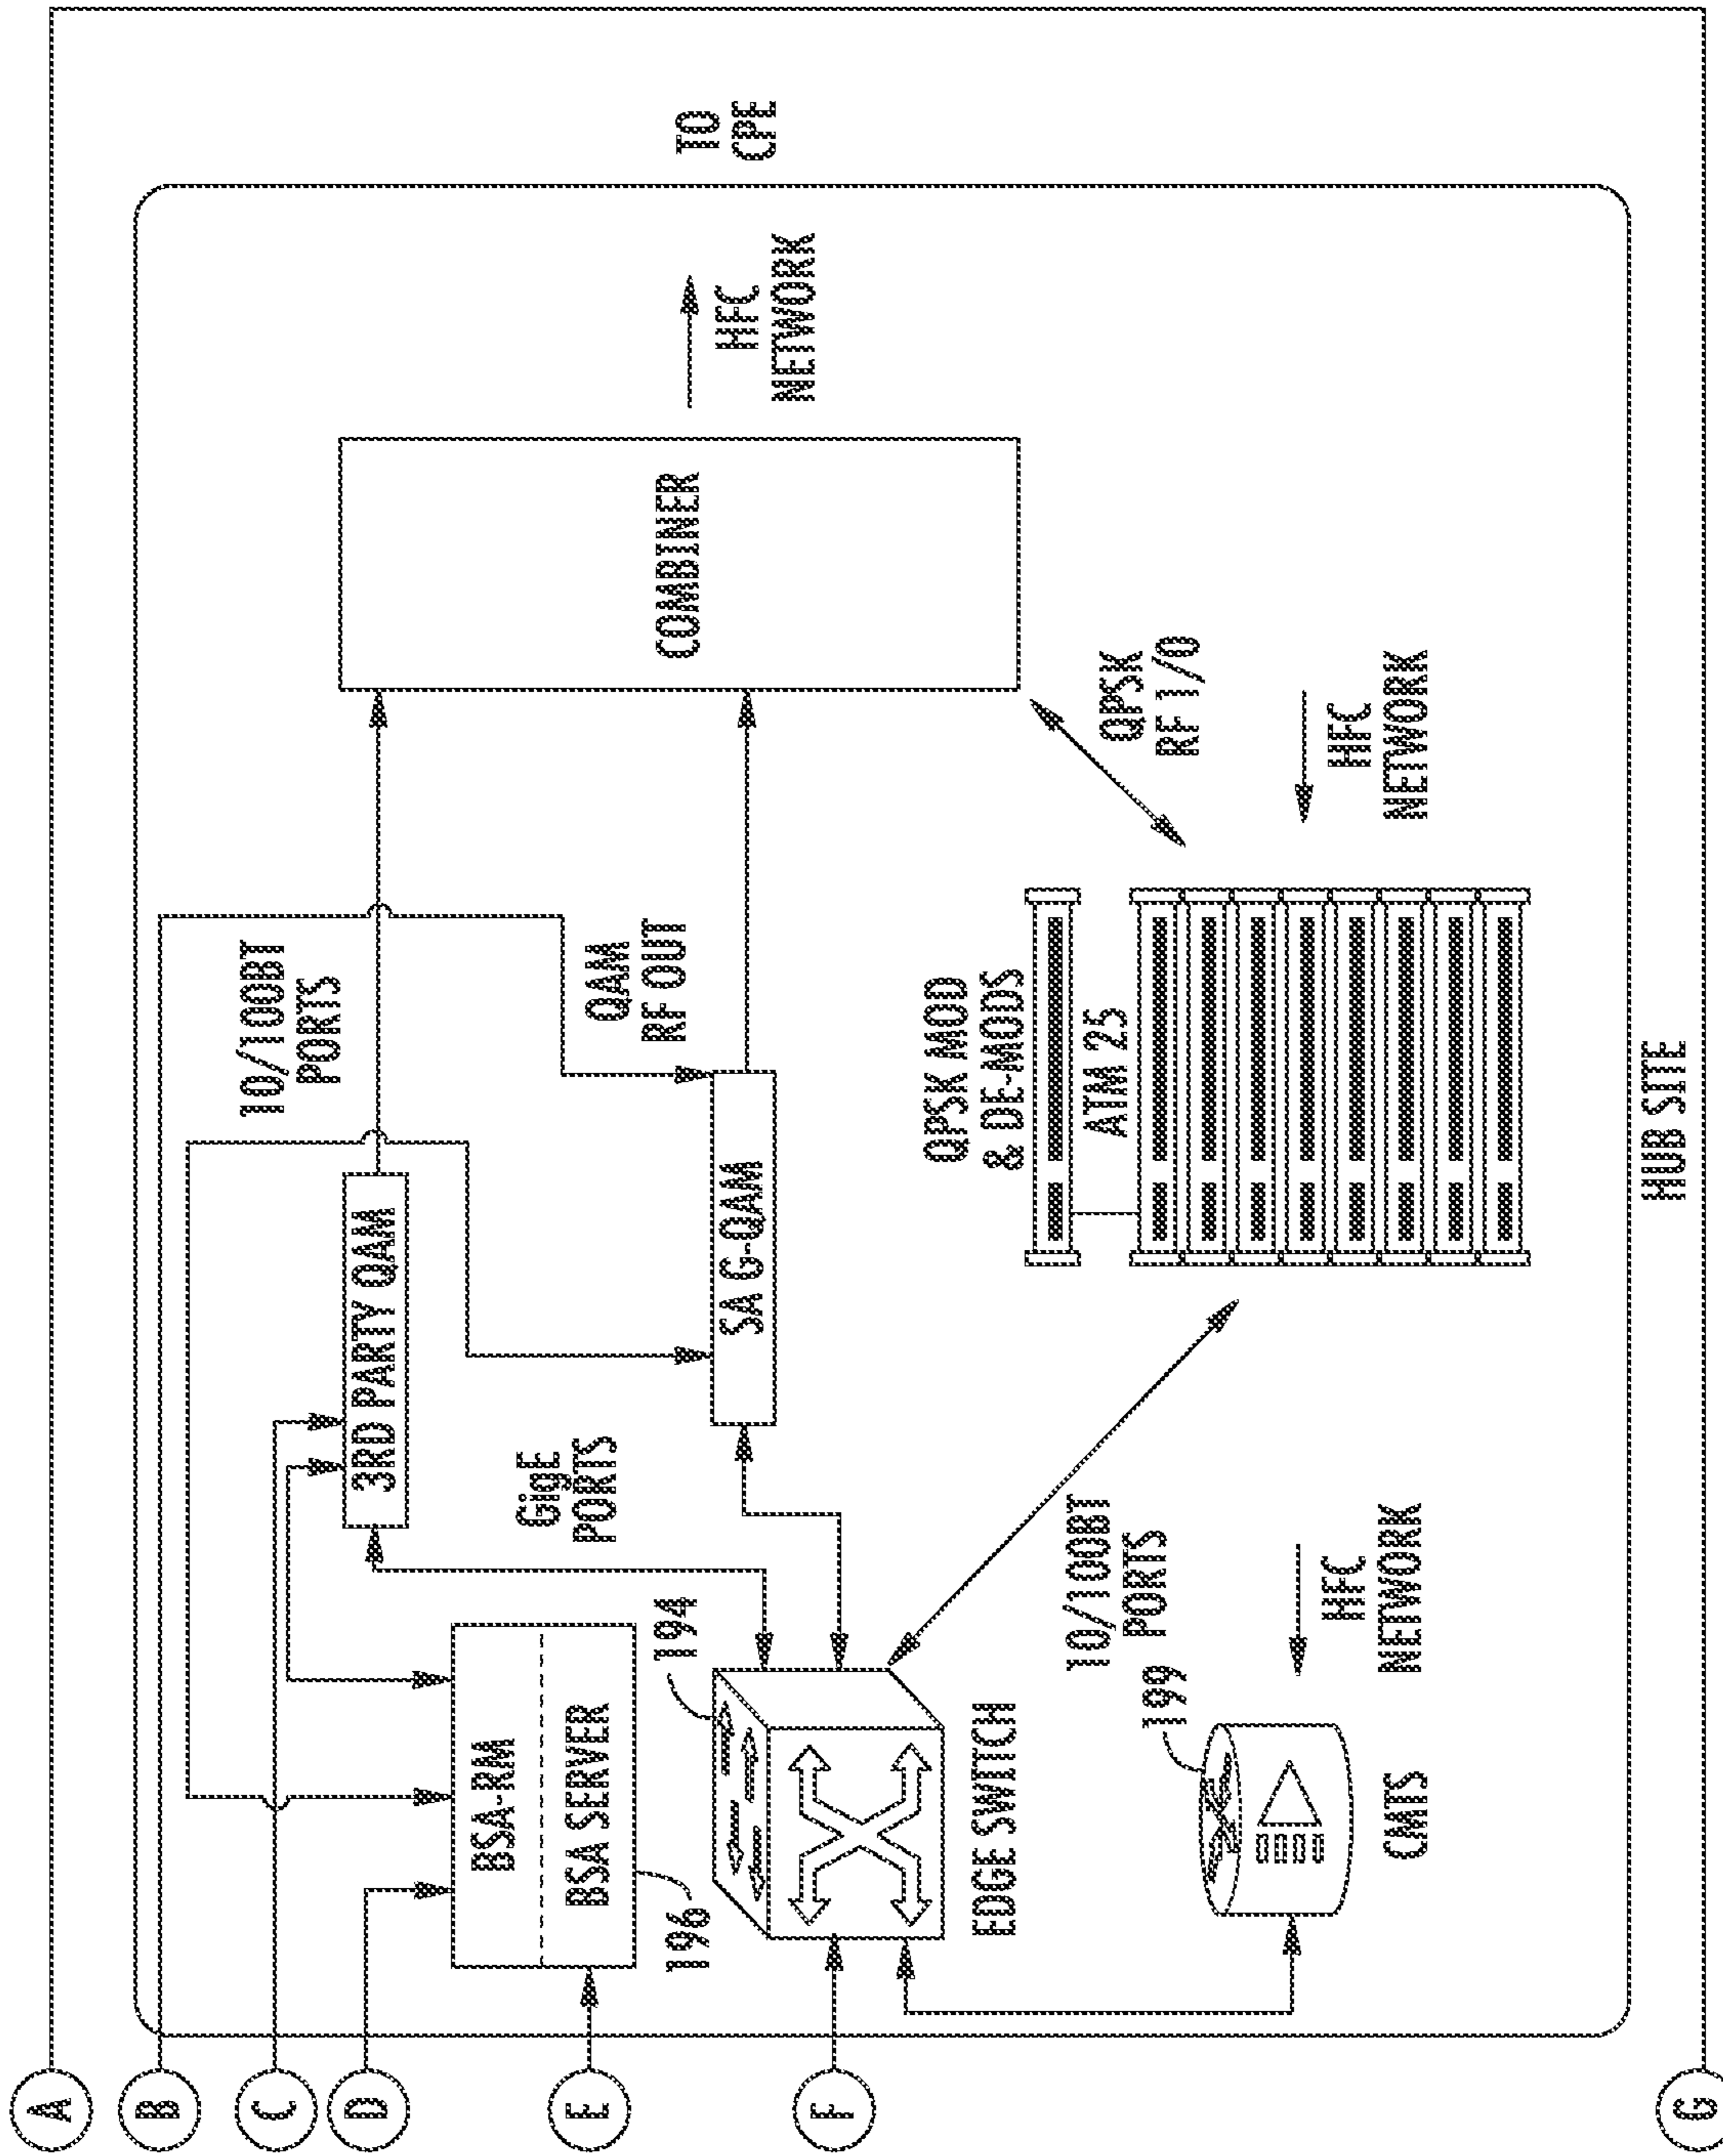 A
B
C
D
E
F
G
10/100BT
PORTS
3RD PARTY QAM
BSA-RM
BSA SERVER
196
GigE
PORTS
194
QAM
RF OUT
SA G-QAM
COMBINER
HFC
NETWORK
TO
CPE
EDGE SWITCH
QPSK MOD
& DE-MODS
ATM 25
QPSK
RF I/O
10/100BT
PORTS
199
CMTS
HFC
NETWORK
HFC
NETWORK
HUB SITE